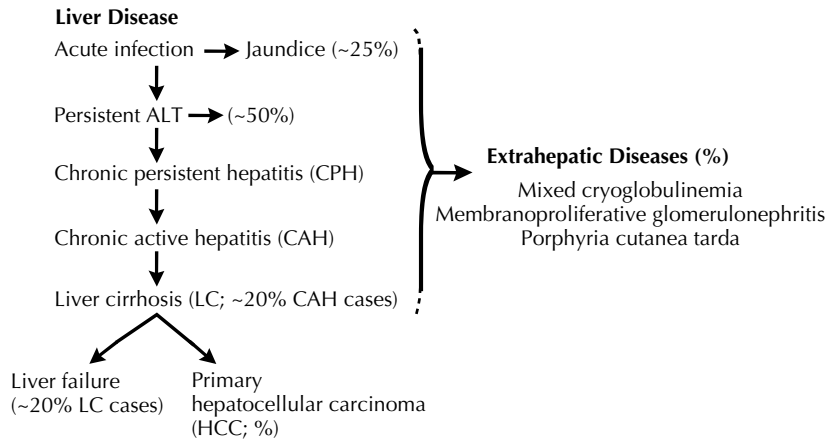 Liver Disease
Acute infection Jaundice (~25%)
Persistent ALT (~50%)
Chronic persistent hepatitis (CPH)
Chronic active hepatitis (CAH)
Liver cirrhosis (LC; ~20% CAH cases)
Liver failure
(~20% LC cases)
Primary
hepatocellular carcinoma
(HCC; %)
Extrahepatic Diseases (%)
Mixed cryoglobulinemia
Membranoproliferative glomerulonephritis
Porphyria cutanea tarda